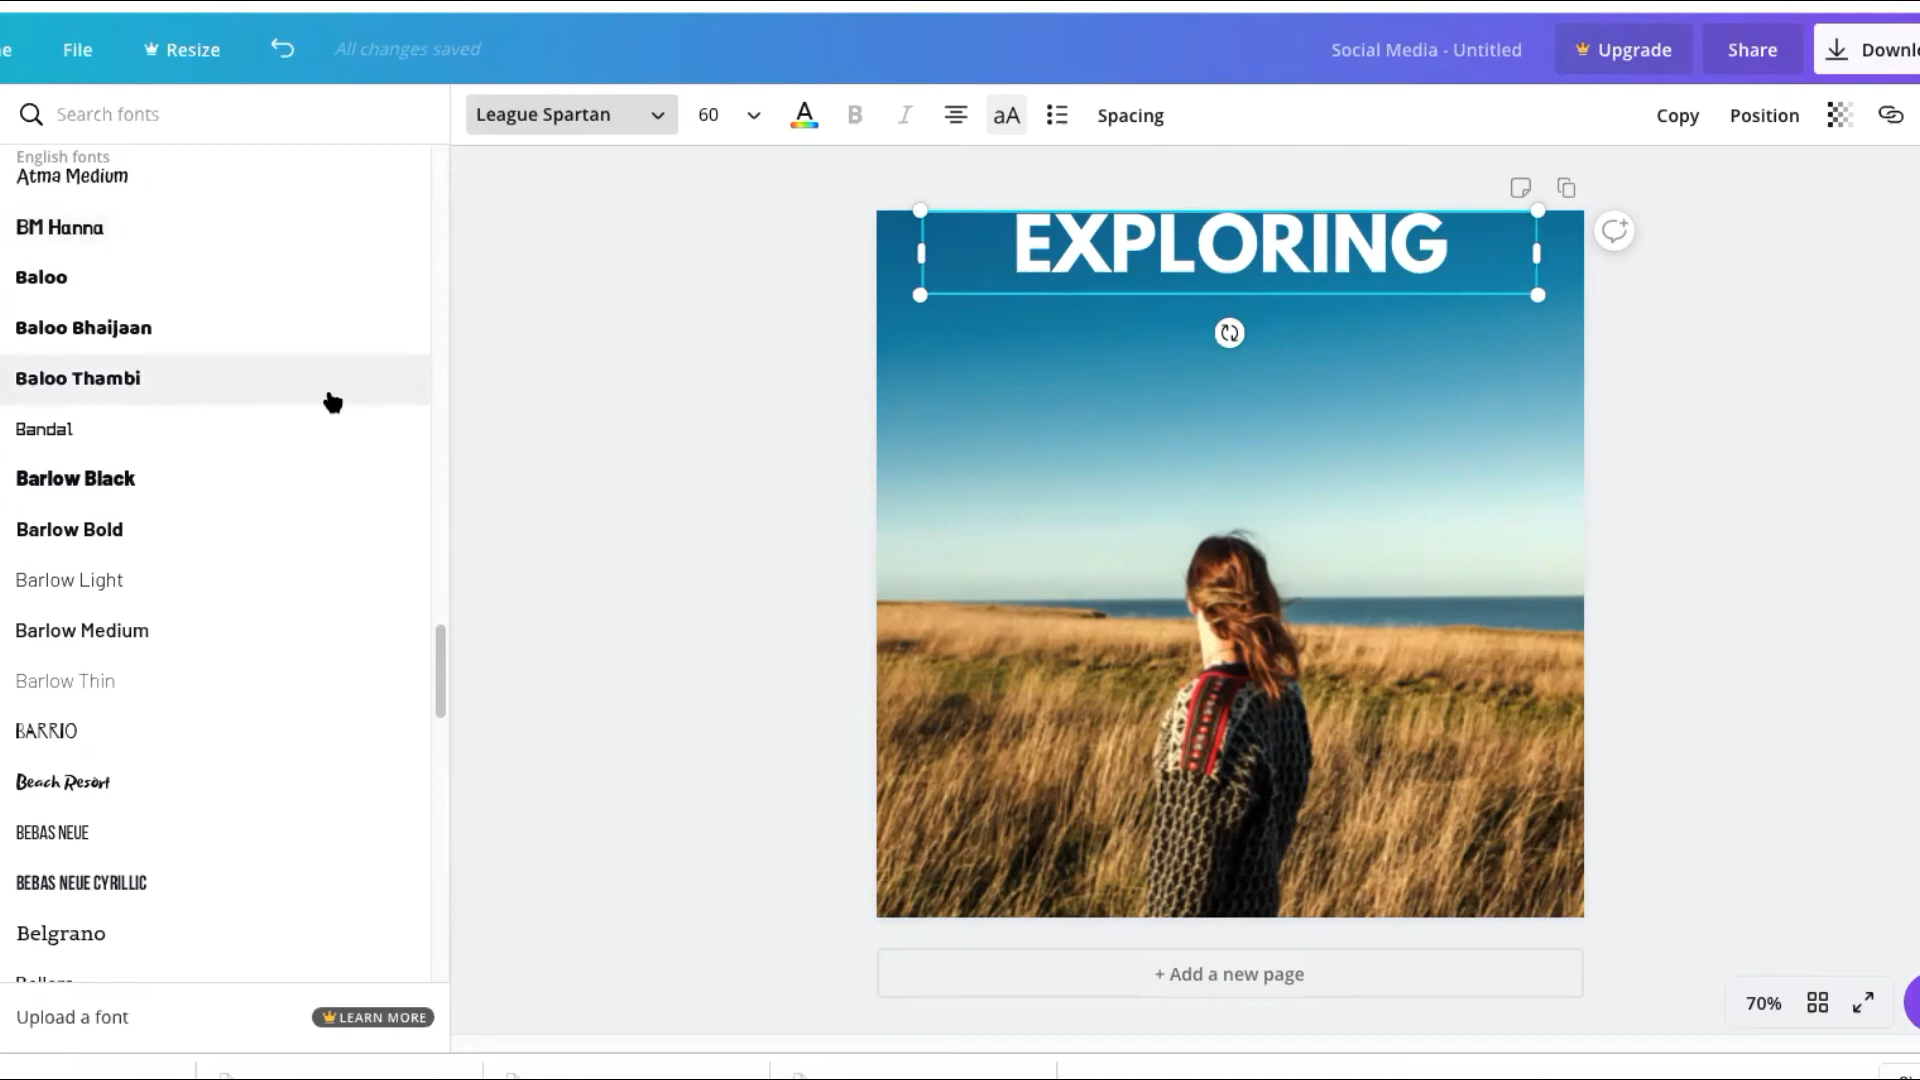 File
Resize
All changes saved
Social Media - Untitled
Upgrade
Share
Search fonts
League Spartan
60
A
B
I
aA
Spacing
Copy
Position
English fonts
Atma Medium
BM Hanna
Baloo
Baloo Bhaijaan
Baloo Thambi
Bandal
Barlow Black
Barlow Bold
Barlow Light
Barlow Medium
Barlow Thin
BARRIO
Beach Resort
BEBAS NEUE
BEBAS NEUE CYRILLIC
Belgrano
Upload a font
LEARN MORE
EXPLORING
+ Add a new page
70%